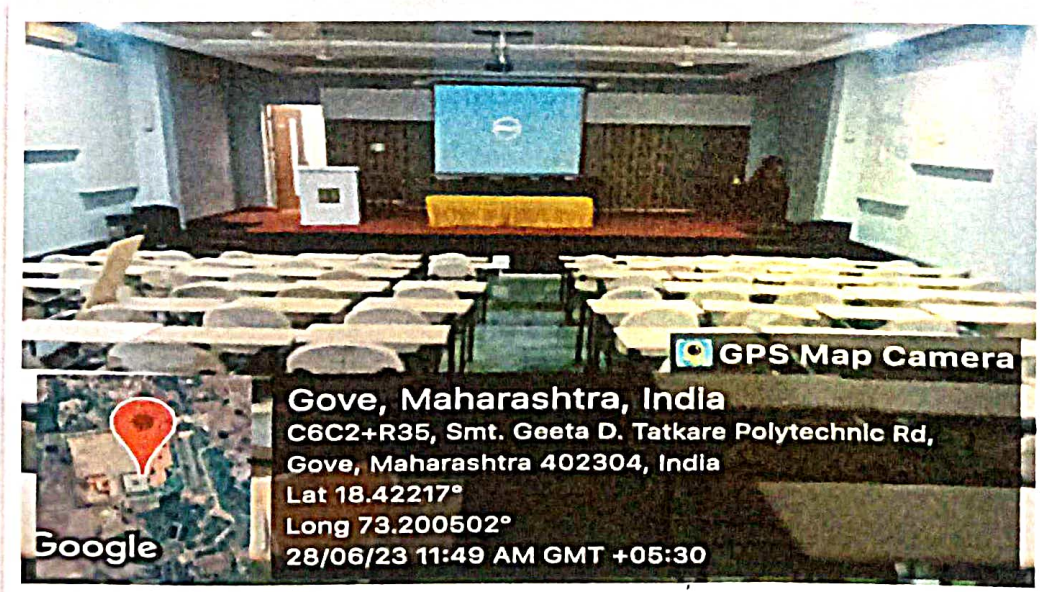 GPS Map Camera
Gove, Maharashtra, India
C6C2+R35, Smt. Geeta D. Tatkare Polytechnic Rd,
Gove, Maharashtra 402304, India
Lat 18.42217°
Long 73.200502°
28/06/23 11:49 AM GMT +05:30
Google